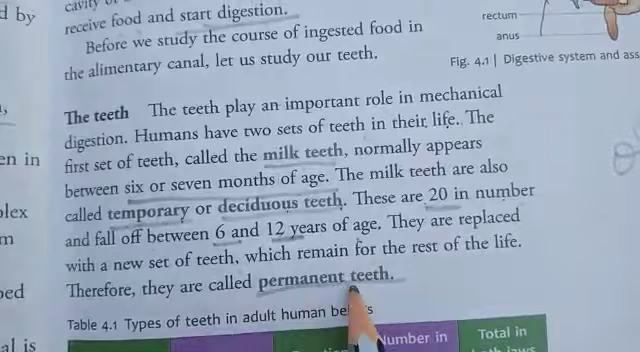 d by
cavity
receive food and start digestion.
Before we study the course of ingested food in
the alimentary canal, let us study our teeth.
rectum
anus
Fig. 4.1 | Digestive system and ass
The teeth The teeth play an important role in mechanical
digestion. Humans have two sets of teeth in their life. The
first set of teeth, called the milk teeth, normally appears
between six or seven months of age. The milk teeth are also
called temporary or deciduous teeth. These are 20 in number
and fall off between 6 and 12 years of age. They are replaced
with a new set of teeth, which remain for the rest of the life.
Therefore, they are called permanent teeth.
en in
plex
m
ped
al is
Table 4.1 Types of teeth in adult human be s
Number in
Total in